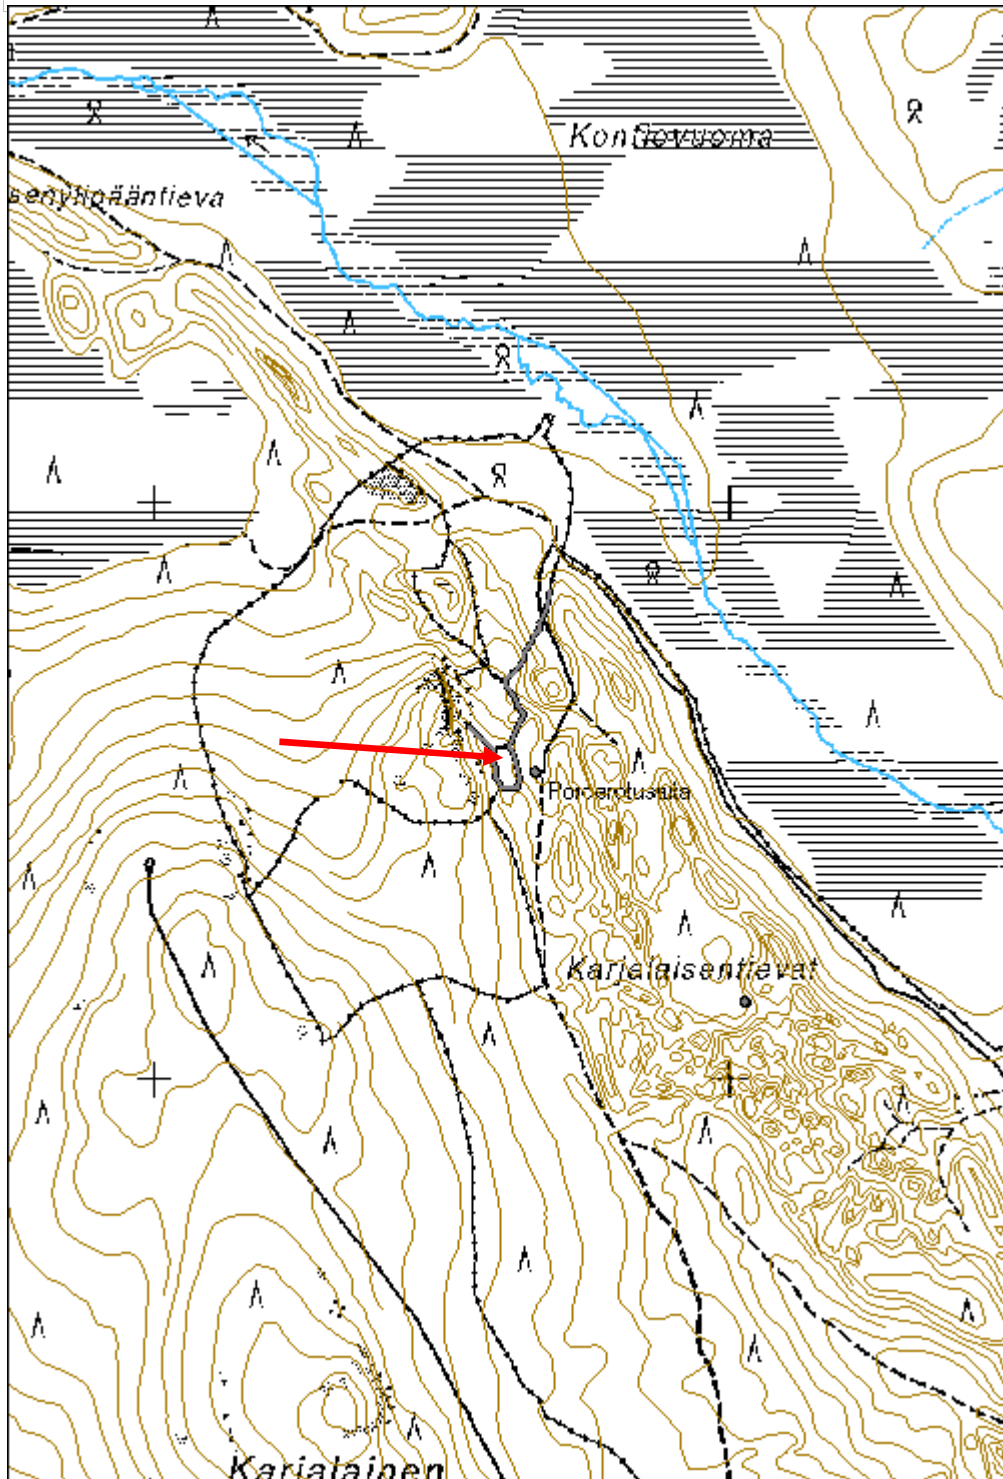 Kontiovuoma
senylipääntieva
Poroerotusaita
Karjalaisentievat
Karjalainen